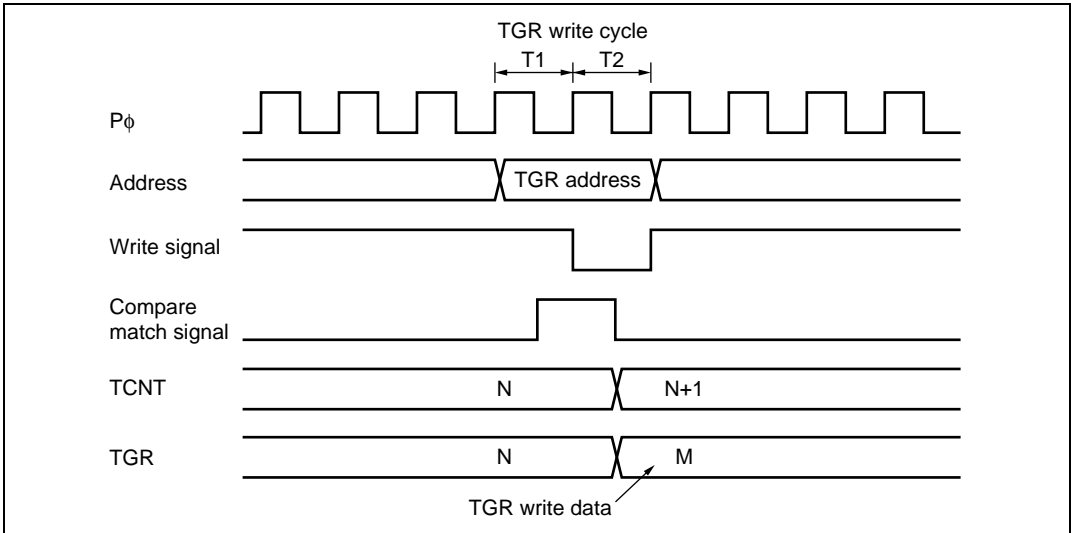 TGR write cycle
T1 T2
Pϕ
Address
TGR address
Write signal
Compare
match signal
TCNT
N
N+1
TGR
N
M
TGR write data